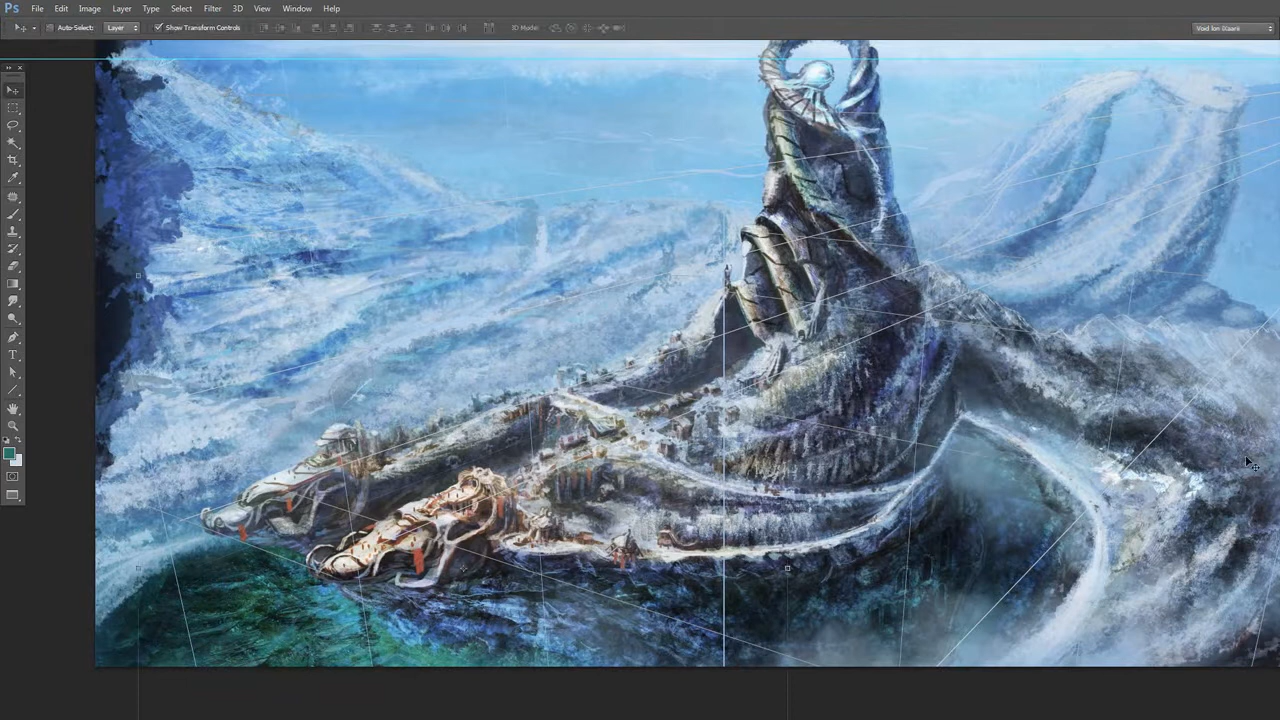 Ps File Edit Image Layer Type Select Filter 3D View Window Help
Auto-Select: Layer Show Transform Controls 3D Mode:
T